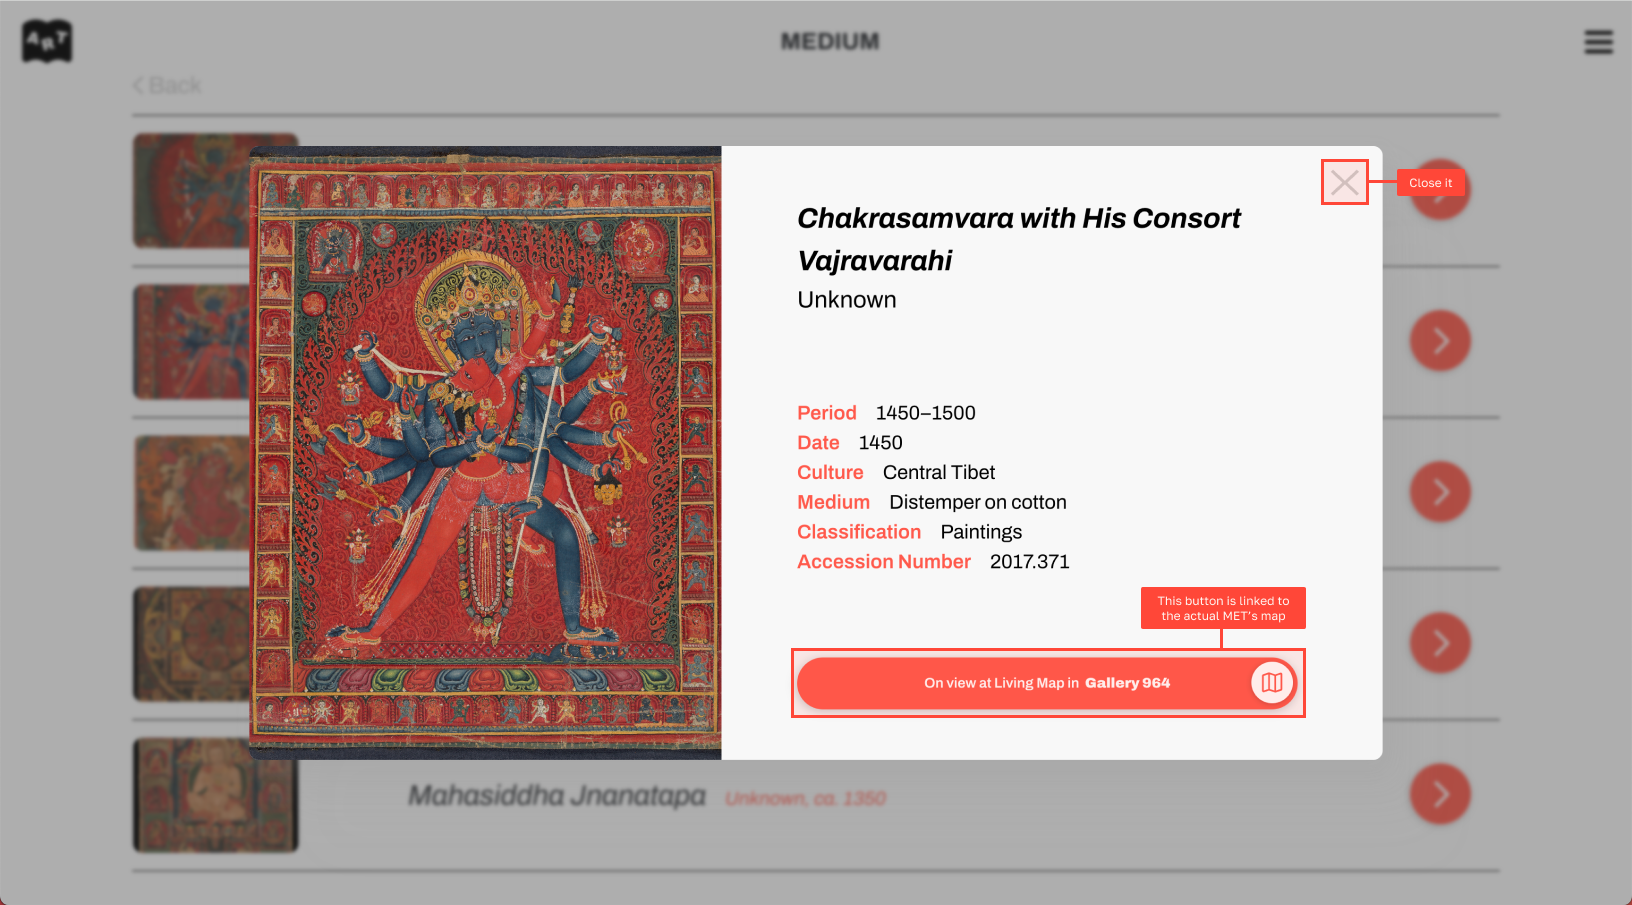 ART
MEDIUM
Back
Close it
Chakrasamvara with His Consort
Vajravarahi
Unknown
Period 1450–1500
Date 1450
Culture Central Tibet
Medium Distemper on cotton
Classification Paintings
Accession Number 2017.371
This button is linked to
the actual MET's map
On view at Living Map in Gallery 964
Mahasiddha Jnanatapa Unknown, ca. 1350